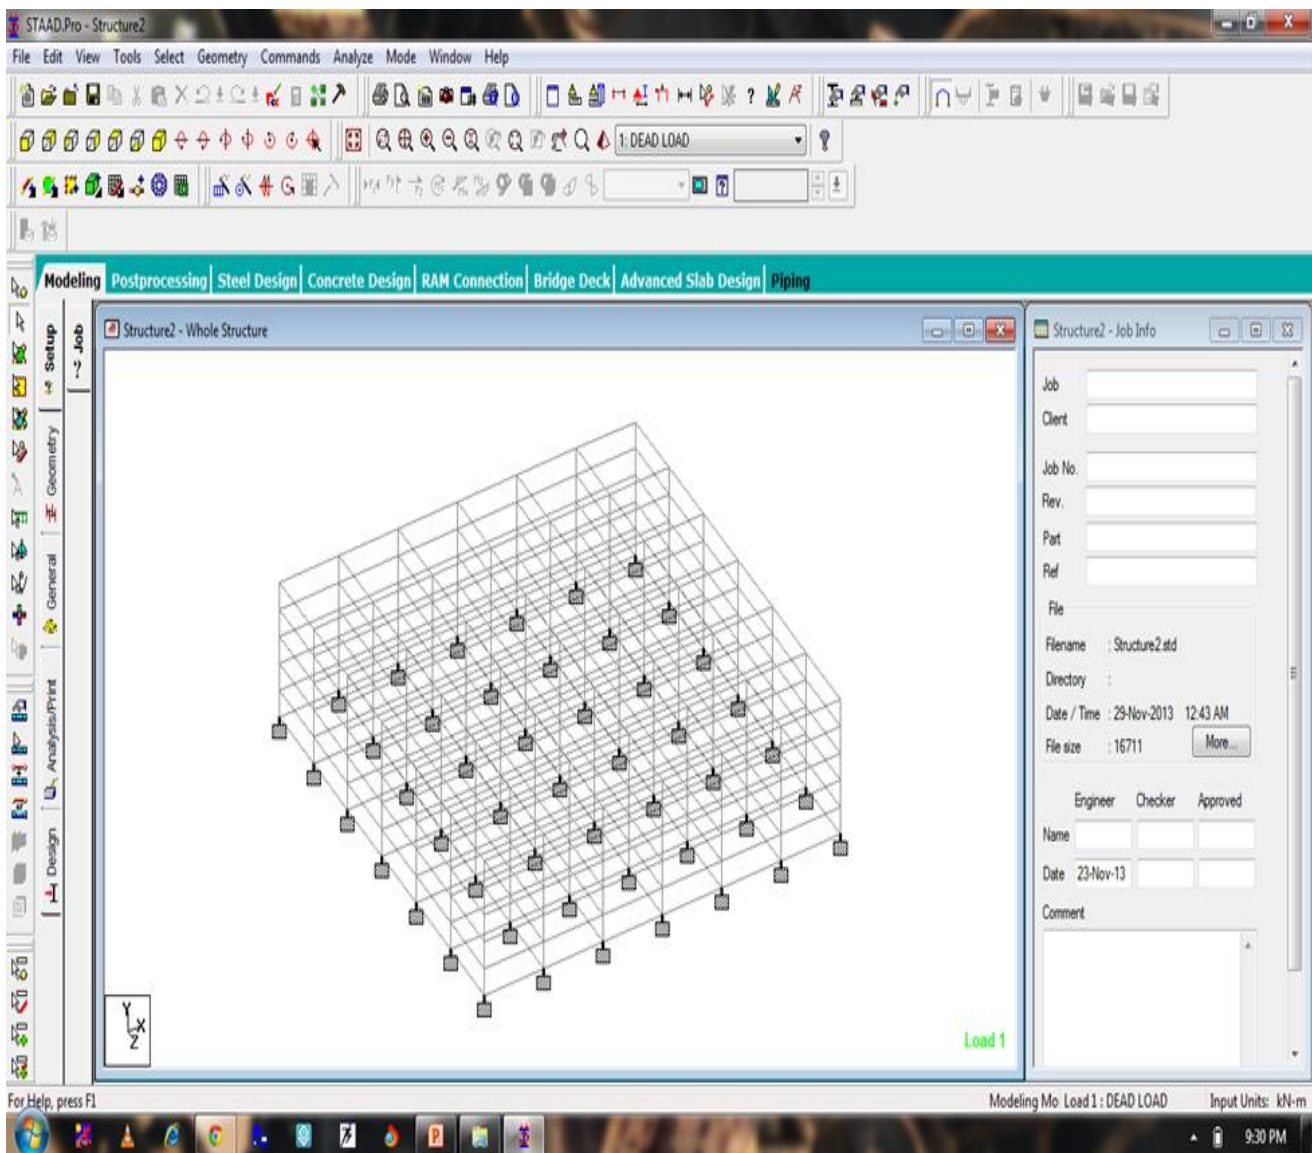 STAAD.Pro - Structure2
File Edit View Tools Select Geometry Commands Analyze Mode Window Help
1: DEAD LOAD
Modeling Postprocessing Steel Design Concrete Design RAM Connection Bridge Deck Advanced Slab Design Piping
Setup
Geometry
General
Analysis/Print
Design
? Job
Structure2 - Whole Structure
Y
X
Z
Load 1
Structure2 - Job Info
Job
Client
Job No.
Rev.
Part
Ref
File
Filename : Structure2.std
Directory :
Date / Time : 29-Nov-2013 12:43 AM
File size : 16711 More...
Engineer Checker Approved
Name
Date 23-Nov-13
Comment
For Help, press F1
Modeling Mo Load 1 : DEAD LOAD Input Units: kN-m
9:30 PM